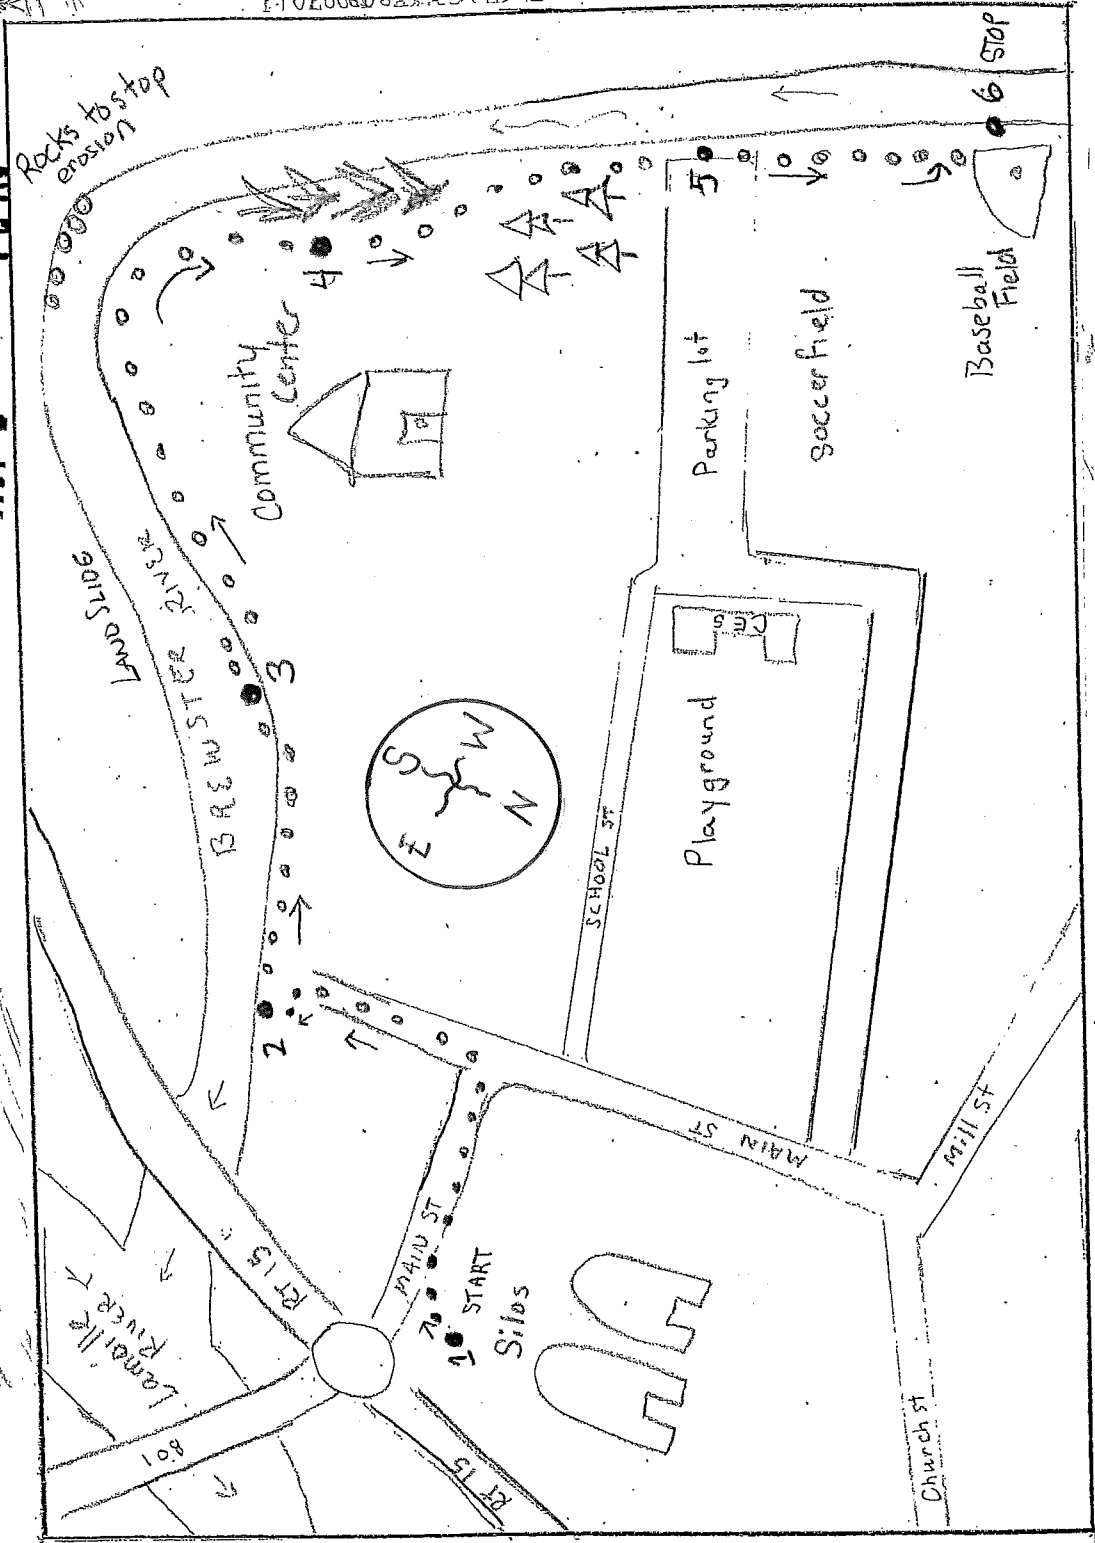 Rocks to stop
erosion
6 STOP
5
4
Baseball
Field
Community
Center
Parking lot
Soccer field
LAND SLIDE
BREWSTER RIVER
3
C.E.S
S
W
E
N
Playground
SCHOOL ST
2
MAIN ST
Mill St
MAIN ST
RT 15
Lamoille
RIVER
1 START
Silos
108
RT 15
Church st